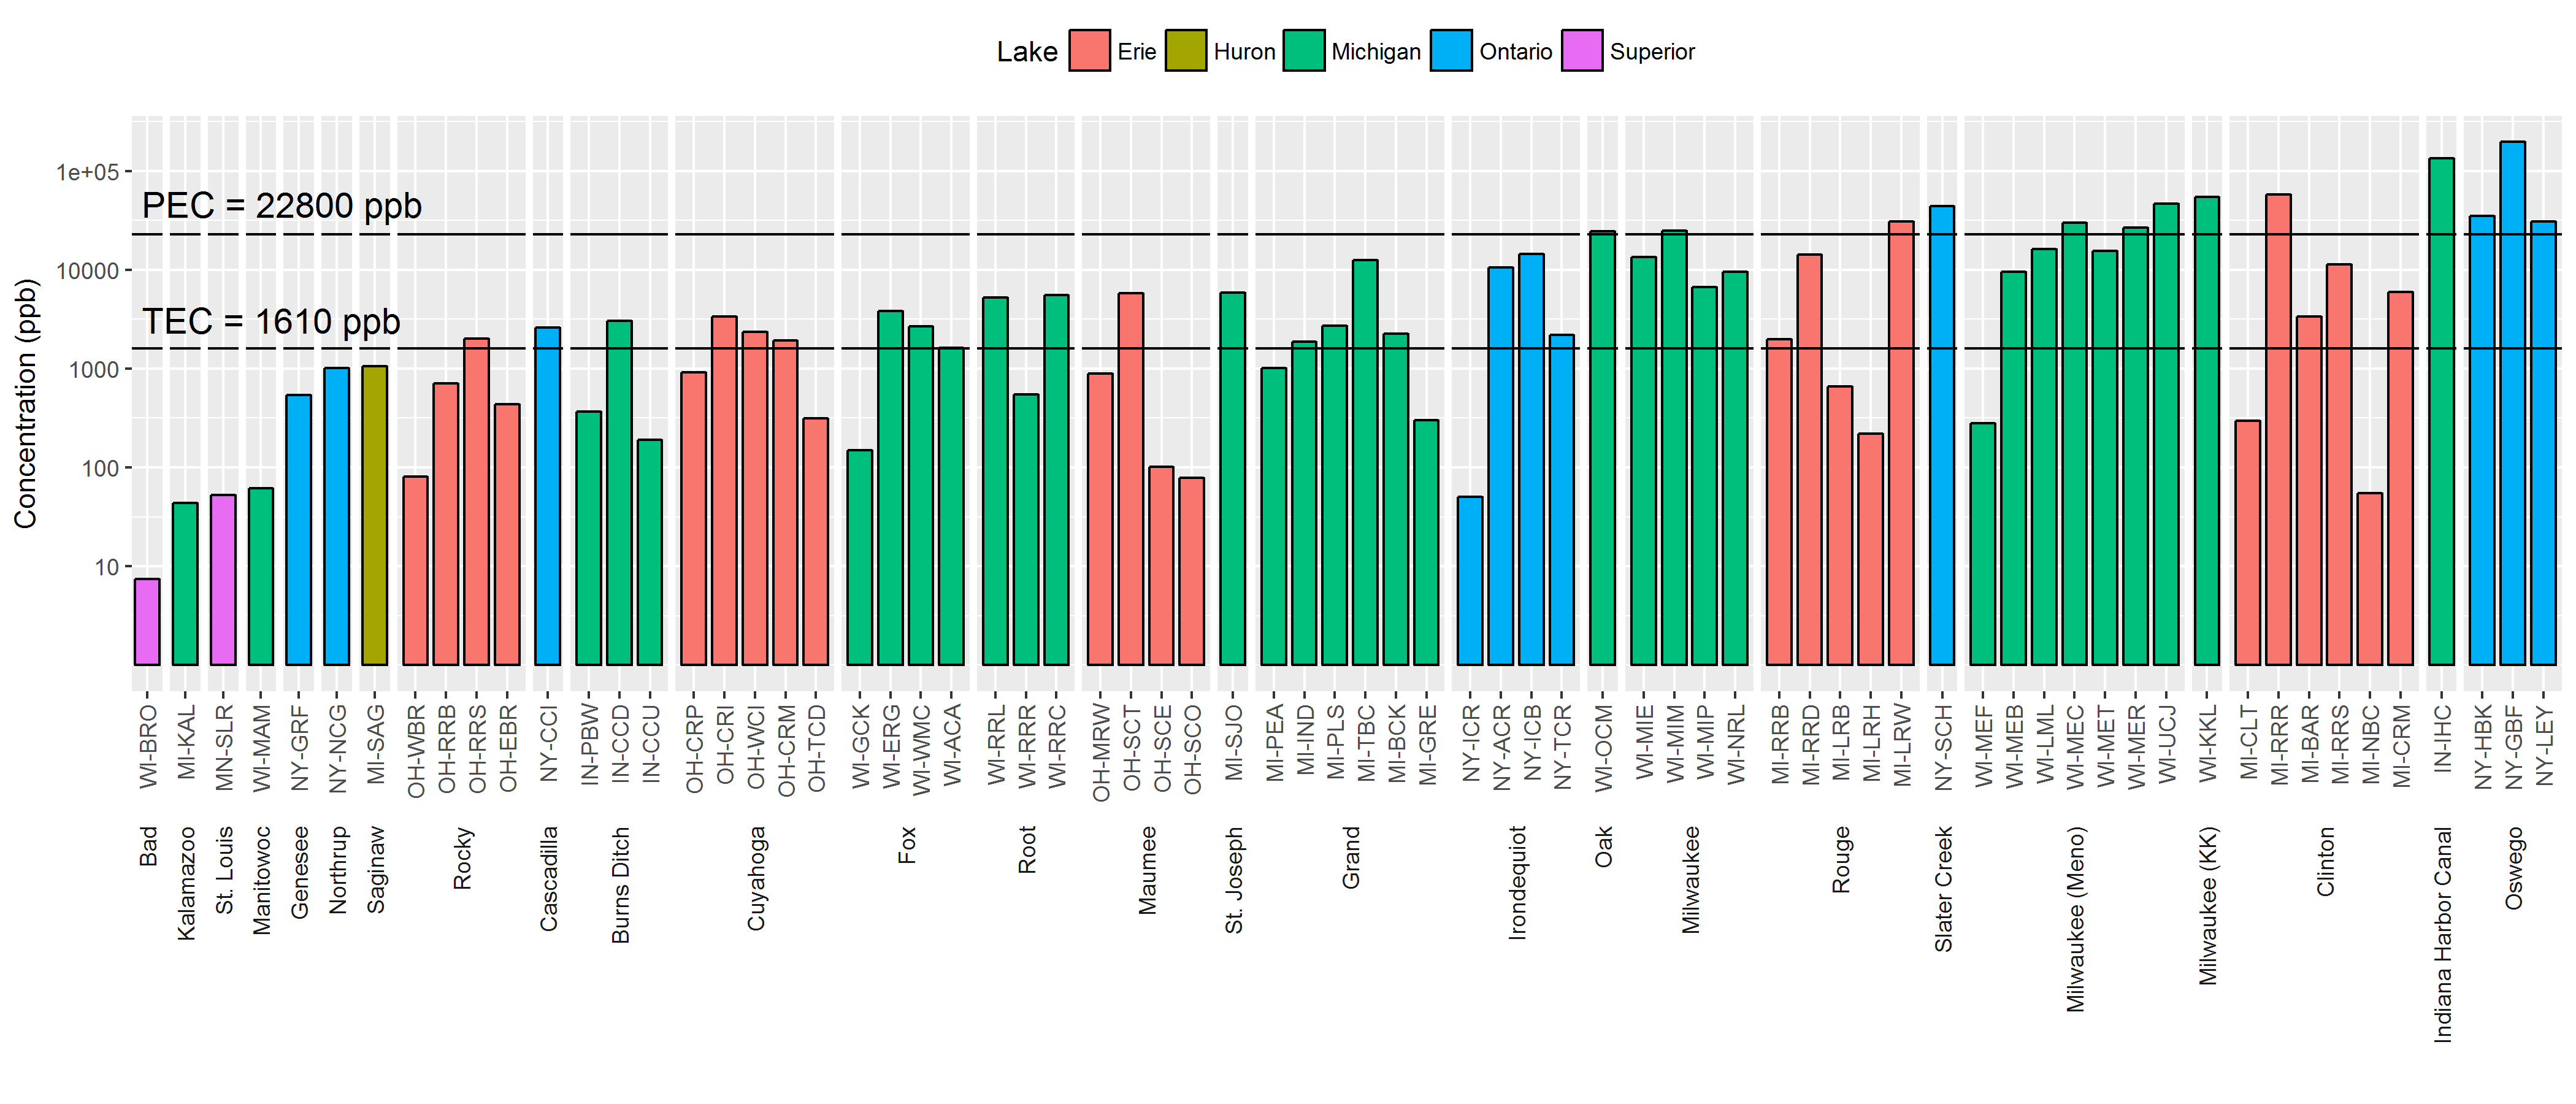 Lake Erie Huron Michigan Ontario Superior
Concentration (ppb)
1e+05
10000
1000
100
10
PEC = 22800 ppb
TEC = 1610 ppb
WI-BRO MI-KAL MN-SLR WI-MAM NY-GRF NY-NCG MI-SAG OH-WBR OH-RRB OH-RRS OH-EBR NY-CCI IN-PBW IN-CCD IN-CCU OH-CRP OH-CRI OH-WCI OH-CRM OH-TCD WI-GCK WI-ERG WI-WMC WI-ACA WI-RRL WI-RRR WI-RRC OH-MRW OH-SCT OH-SCE OH-SCO MI-SJO MI-PEA MI-IND MI-PLS MI-TBC MI-BCK MI-GRE NY-ICR NY-ACR NY-ICB NY-TCR WI-OCM WI-MIE WI-MIM WI-MIP WI-NRL MI-RRB MI-RRD MI-LRB MI-LRH MI-LRW NY-SCH WI-MEF WI-MEB WI-LML WI-MEC WI-MET WI-MER WI-UCJ WI-KKL MI-CLT MI-RRR MI-BAR MI-RRS MI-NBC MI-CRM IN-IHC NY-HBK NY-GBF NY-LEY
Bad Kalamazoo St. Louis Manitowoc Genesee Northrup Saginaw Rocky Cascadilla Burns Ditch Cuyahoga Fox Root Maumee St. Joseph Grand Irondequiot Oak Milwaukee Rouge Slater Creek Milwaukee (Meno) Milwaukee (KK) Clinton Indiana Harbor Canal Oswego